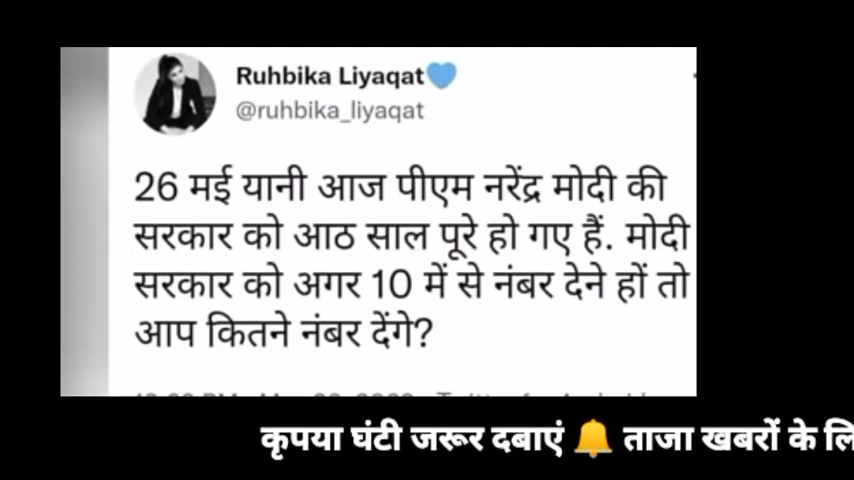 Ruhbika Liyaqat💙
@ruhbika_liyaqat
26 मई यानी आज पीएम नरेंद्र मोदी की
सरकार को आठ साल पूरे हो गए हैं. मोदी
सरकार को अगर 10 में से नंबर देने हों तो
आप कितने नंबर देंगे?
कृपया घंटी जरूर दबाएं 🔔 ताजा खबरों के